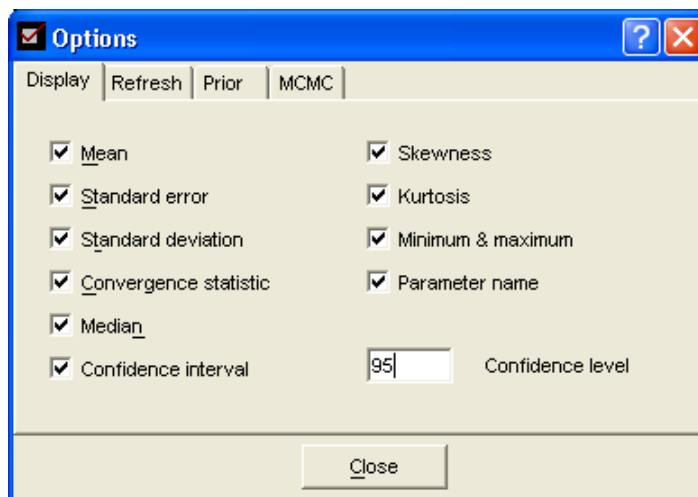 Options
?
Display Refresh Prior MCMC
Mean
Standard error
Standard deviation
Convergence statistic
Median
Confidence interval
Skewness
Kurtosis
Minimum & maximum
Parameter name
95 Confidence level
Close